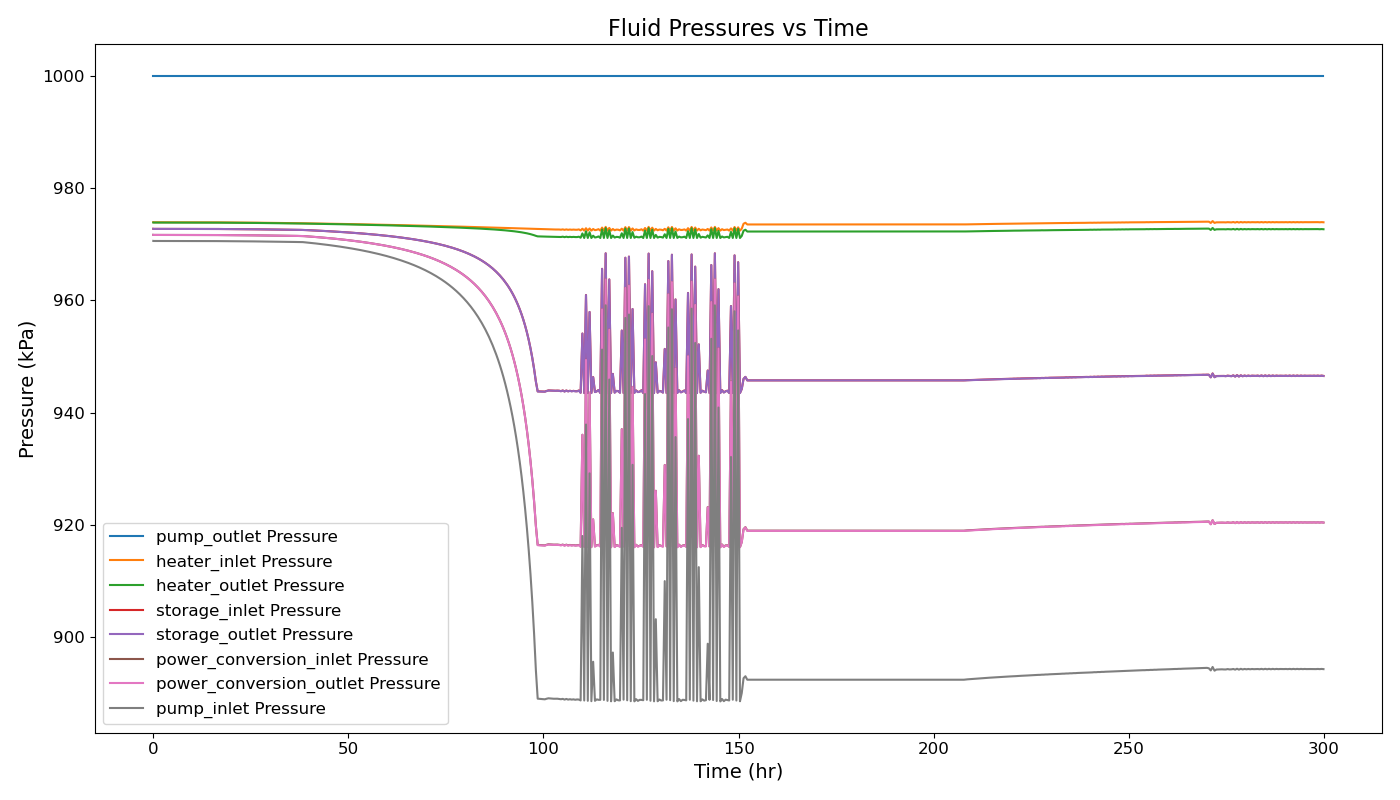 Fluid Pressures vs Time
Pressure (kPa)
1000
980
960
940
920
900
pump_outlet Pressure
heater_inlet Pressure
heater_outlet Pressure
storage_inlet Pressure
storage_outlet Pressure
power_conversion_inlet Pressure
power_conversion_outlet Pressure
pump_inlet Pressure
0 50 100 150 200 250 300
Time (hr)